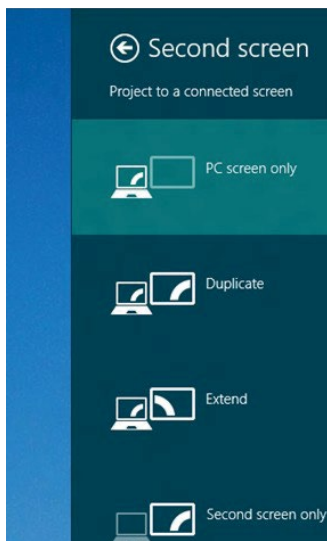 Second screen
Project to a connected screen
PC screen only
Duplicate
Extend
Second screen only